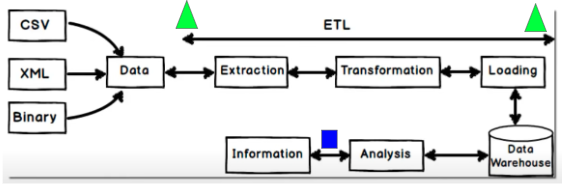 CSV
ETL
XML
Data
Extraction
Transformation
Loading
Binary
Information
Analysis
Data
Warehouse